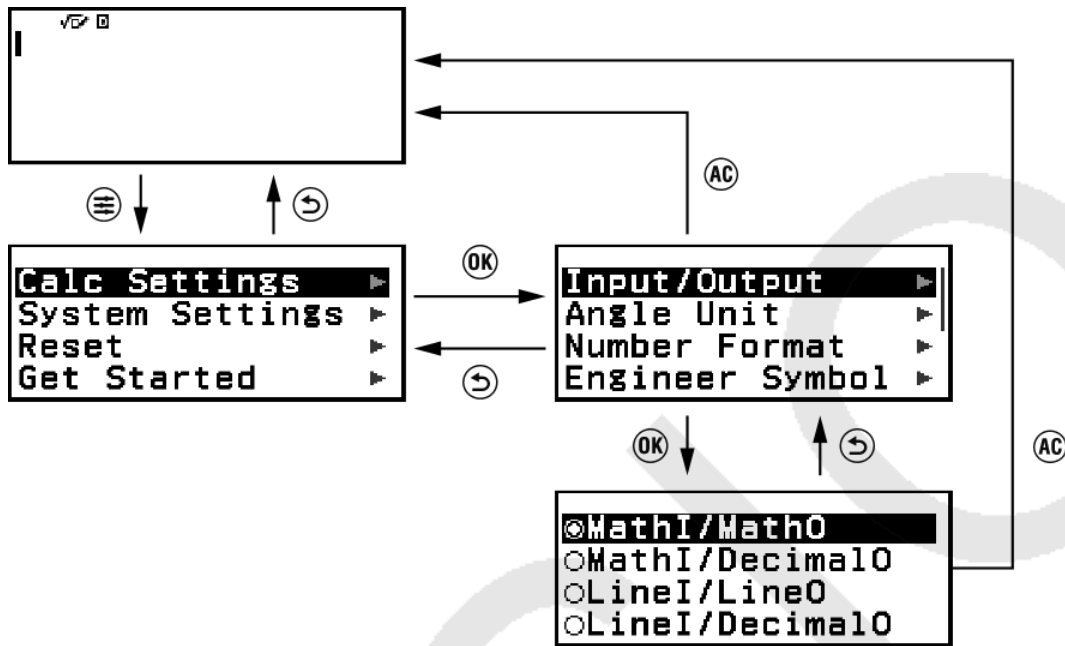 √ D
AC
Calc Settings
System Settings
Reset
Get Started
OK
Input/Output
Angle Unit
Number Format
Engineer Symbol
OK
AC
MathI/MathO
MathI/DecimalO
LineI/LineO
LineI/DecimalO